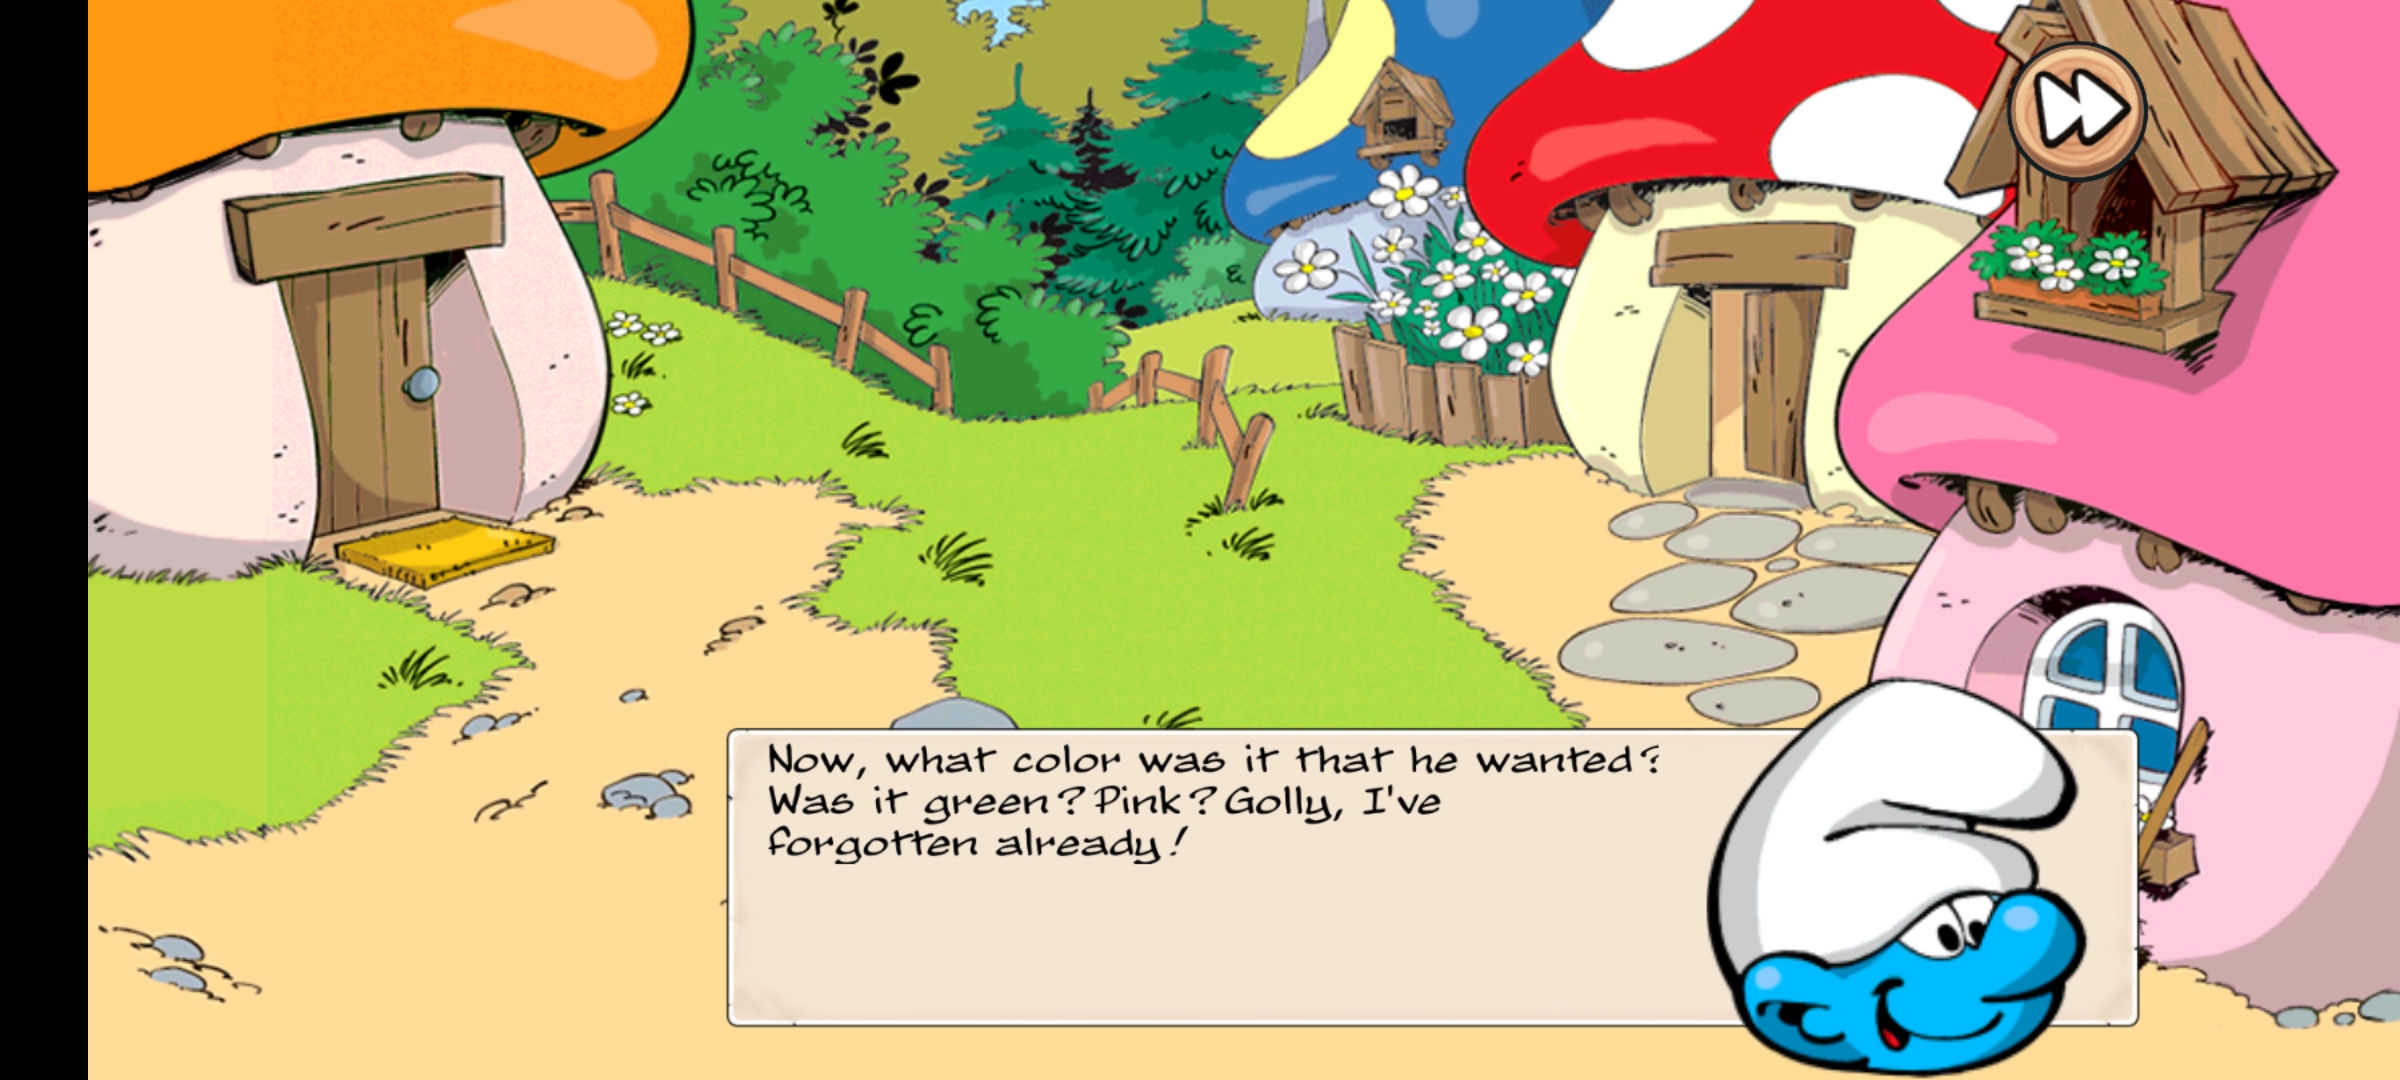 Now, what color was it that he wanted?
Was it green? Pink? Golly, I've
forgotten already!